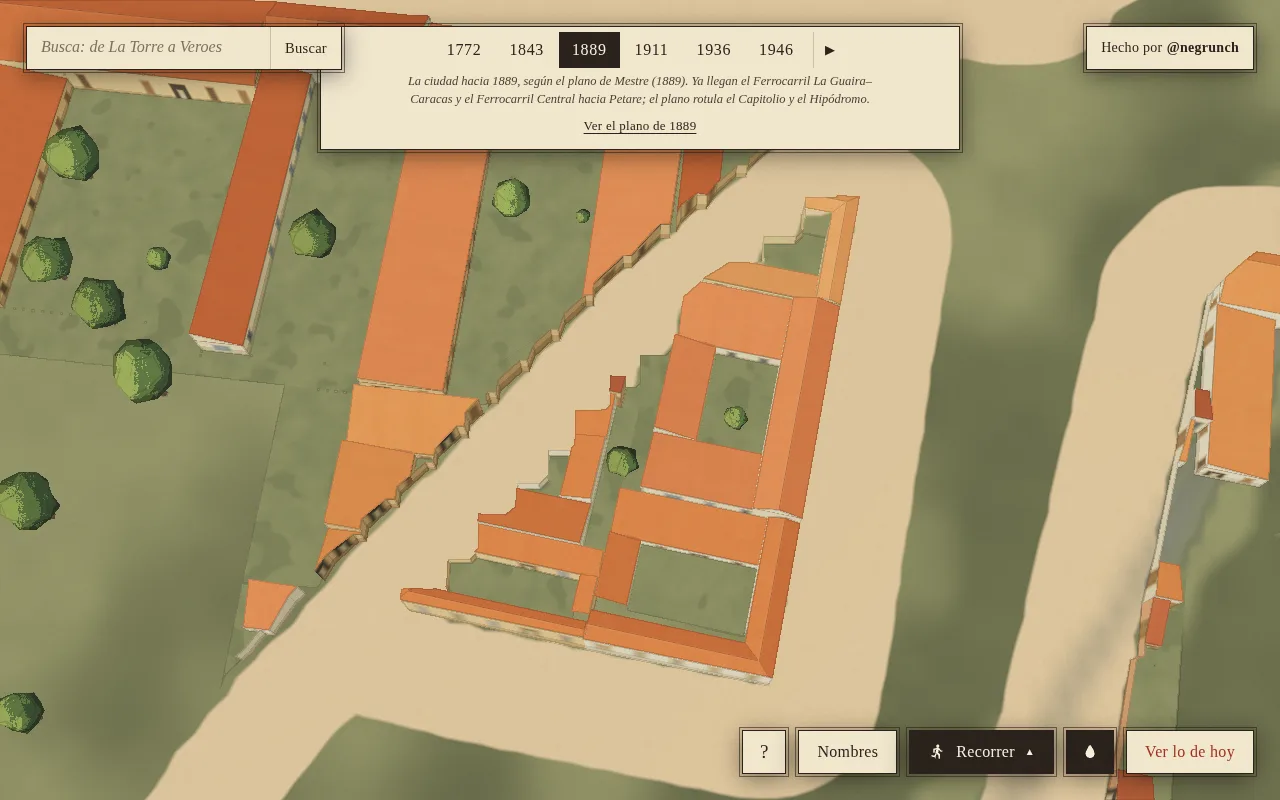 Busca: de La Torre a Veroes
Buscar
1772 1843 1889 1911 1936 1946 ▶
La ciudad hacia 1889, según el plano de Mestre (1889). Ya llegan el Ferrocarril La Guaira–
Caracas y el Ferrocarril Central hacia Petare; el plano rotula el Capitolio y el Hipódromo.
Ver el plano de 1889
Hecho por @negrunch
?
Nombres
Recorrer ▲
Ver lo de hoy